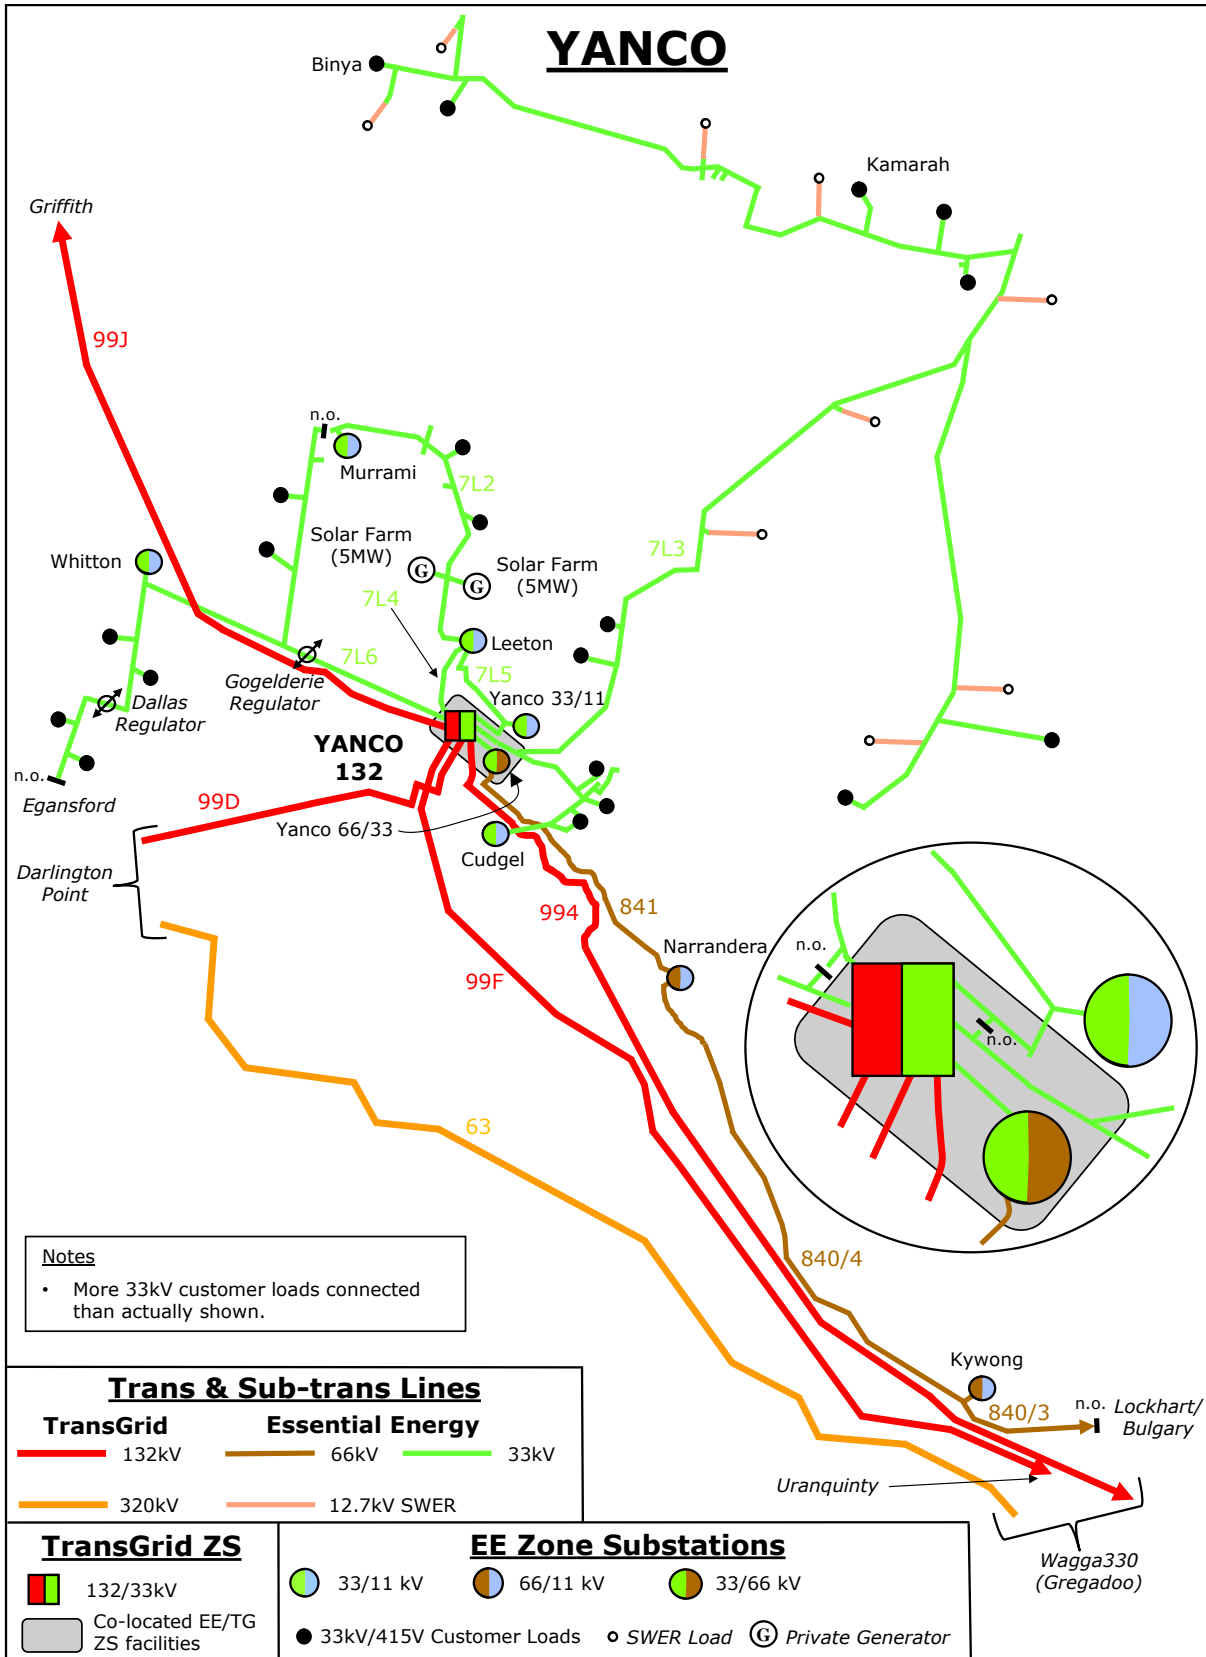 YANCO
Binya
Kamarah
Griffith
99J
n.o.
Murrami
7L2
Solar Farm
(5MW)
G
G
Solar Farm
(5MW)
7L3
Whitton
7L4
Leeton
7L6
7L5
Gogelderie
Regulator
Yanco 33/11
Dallas
Regulator
YANCO
132
n.o.
Egansford
99D
Yanco 66/33
Cudgel
Darlington
Point
994
841
Narrandera
99F
n.o.
n.o.
63
840/4
Notes
• More 33kV customer loads connected
than actually shown.
Kywong
840/3
n.o.
Lockhart/
Bulgary
Uranquinty
Wagga330
(Gregadoo)
Trans & Sub-trans Lines
TransGrid
Essential Energy
132kV
66kV
33kV
320kV
12.7kV SWER
TransGrid ZS
132/33kV
Co-located EE/TG
ZS facilities
EE Zone Substations
33/11 kV
66/11 kV
33/66 kV
33kV/415V Customer Loads
SWER Load
G
Private Generator